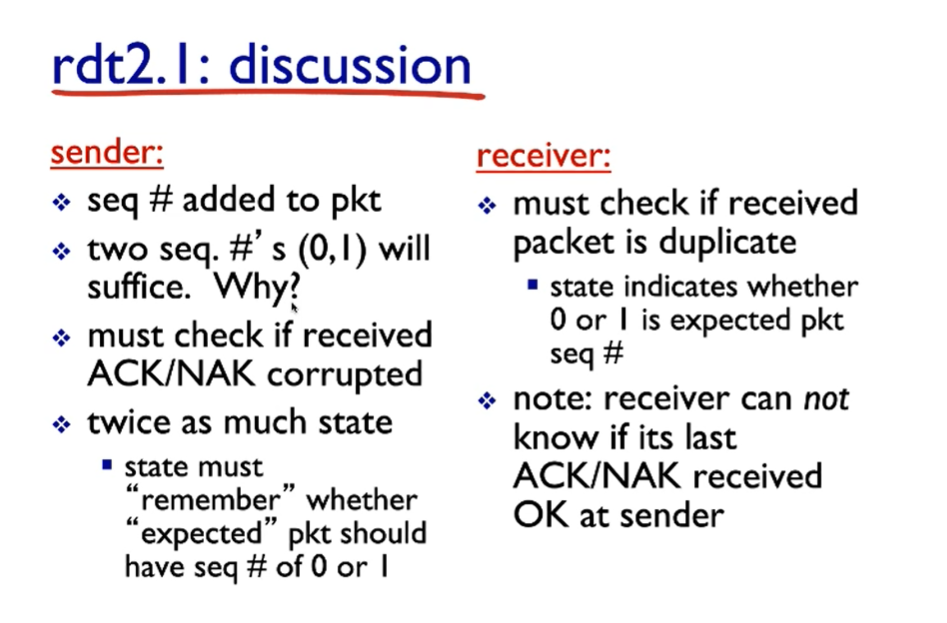 rdt2.1: discussion
sender:
❖ seq # added to pkt
❖ two seq. #’s (0,1) will
suffice. Why?
❖ must check if received
ACK/NAK corrupted
❖ twice as much state
▪ state must
“remember” whether
“expected” pkt should
have seq # of 0 or 1
receiver:
❖ must check if received
packet is duplicate
▪ state indicates whether
0 or 1 is expected pkt
seq #
❖ note: receiver can not
know if its last
ACK/NAK received
OK at sender